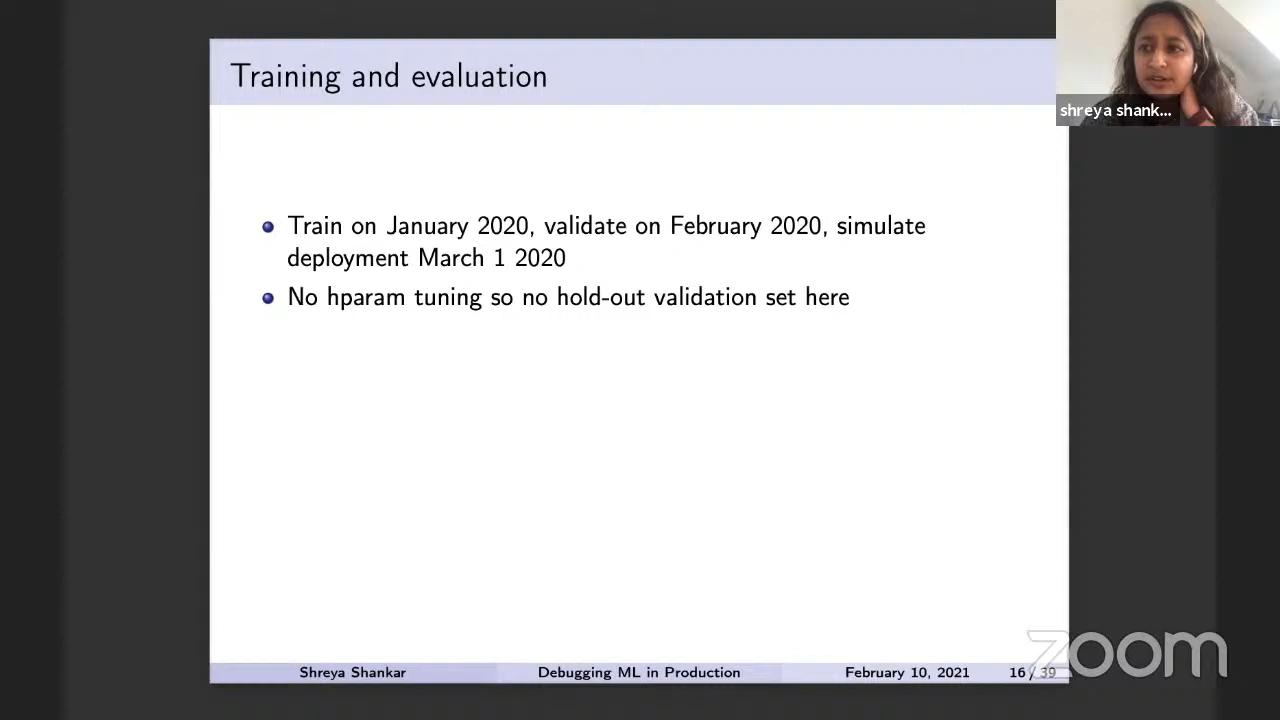 Training and evaluation
shreya shank...
Train on January 2020, validate on February 2020, simulate
deployment March 1 2020
No hparam tuning so no hold-out validation set here
Shreya Shankar
Debugging ML in Production
February 10, 2021
16 / 39
zoom